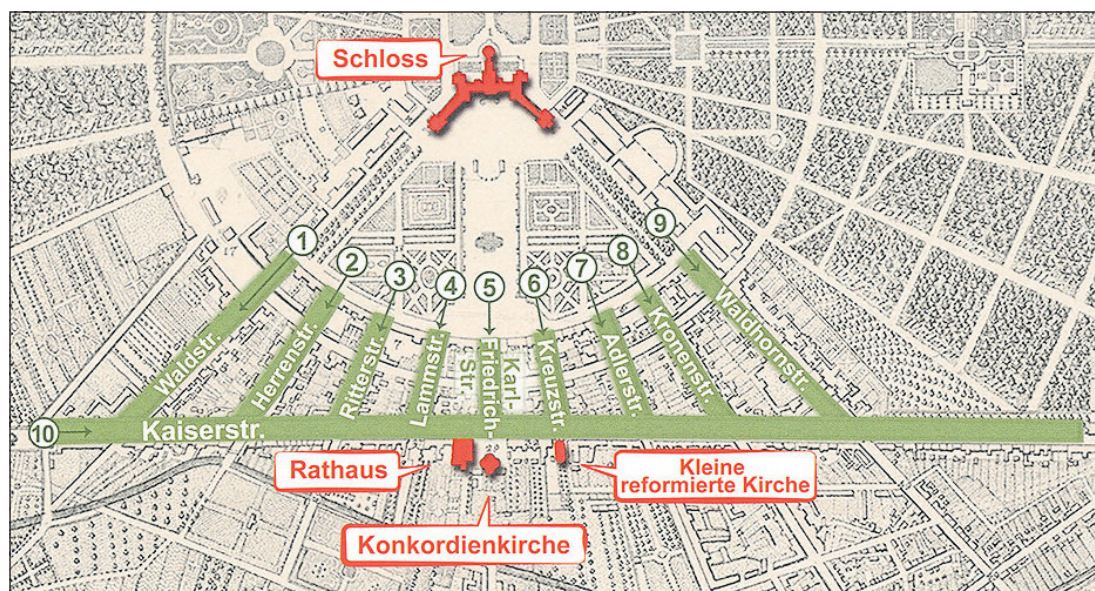 Schloss
1
2
3
4
5
6
7
8
9
Waldstr.
Herrenstr.
Ritterstr.
Lammstr.
Karl-
Friedrich-
Str.
Kreuzstr.
Adlerstr.
Kronenstr.
Waldhornstr.
10
Kaiserstr.
Rathaus
Kleine
reformierte Kirche
Konkordienkirche